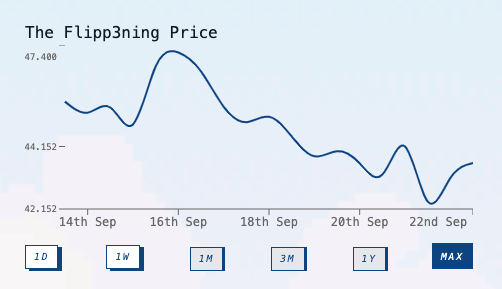 The Flipp3ning Price
47.400
44.152
42.152
14th Sep 16th Sep 18th Sep 20th Sep 22nd Sep
1D 1W 1M 3M 1Y MAX